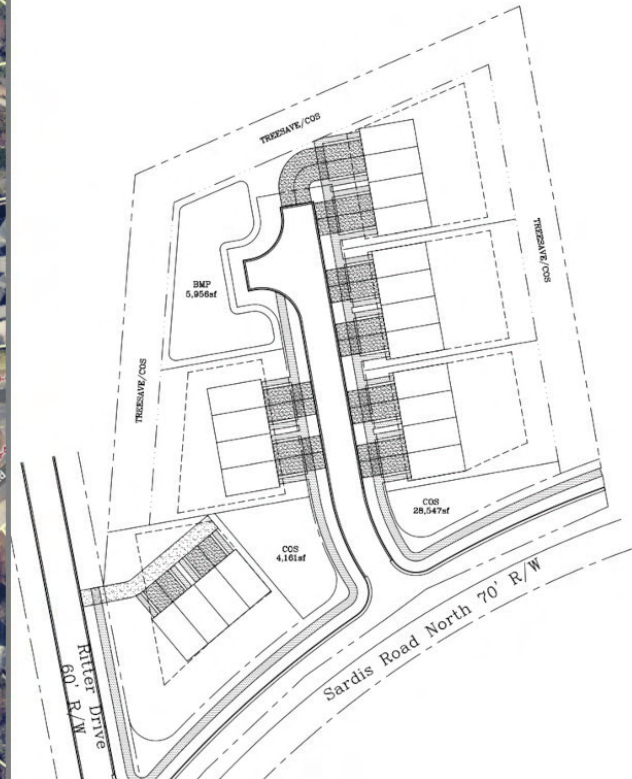 TREESAVE/COS
TREESAVE/COS
BMP
5,956sf
TREESAVE/COS
COS
28,547sf
COS
4,161sf
Ritter Drive
60' R/W
Sardis Road North 70' R/W